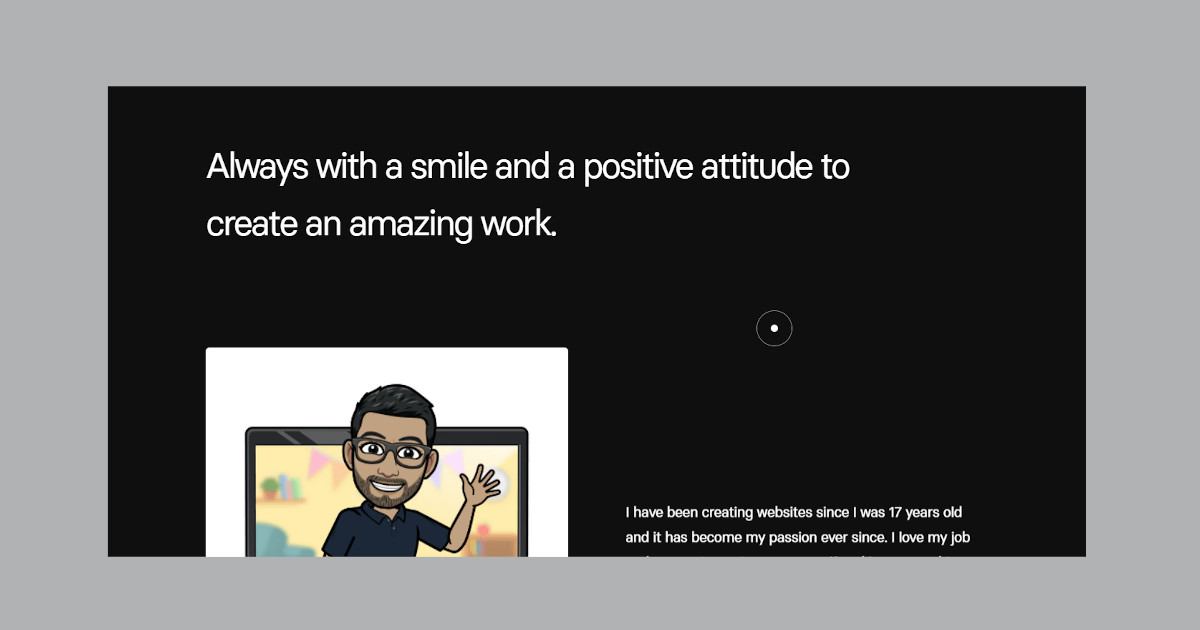 Always with a smile and a positive attitude to
create an amazing work.
I have been creating websites since I was 17 years old
and it has become my passion ever since. I love my job